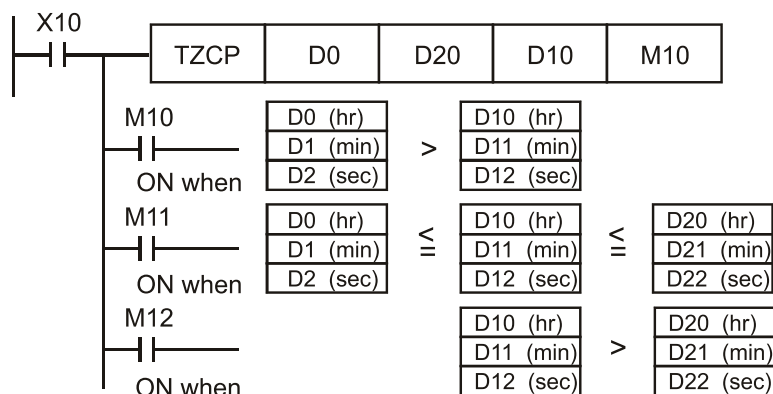 X10
TZCP D0 D20 D10 M10
M10
D0 (hr) D10 (hr)
D1 (min) > D11 (min)
D2 (sec) D12 (sec)
ON when
M11
D0 (hr) D10 (hr) D20 (hr)
D1 (min) ≦ D11 (min) ≦ D21 (min)
D2 (sec) D12 (sec) D22 (sec)
ON when
M12
D10 (hr) D20 (hr)
D11 (min) > D21 (min)
D12 (sec) D22 (sec)
ON when